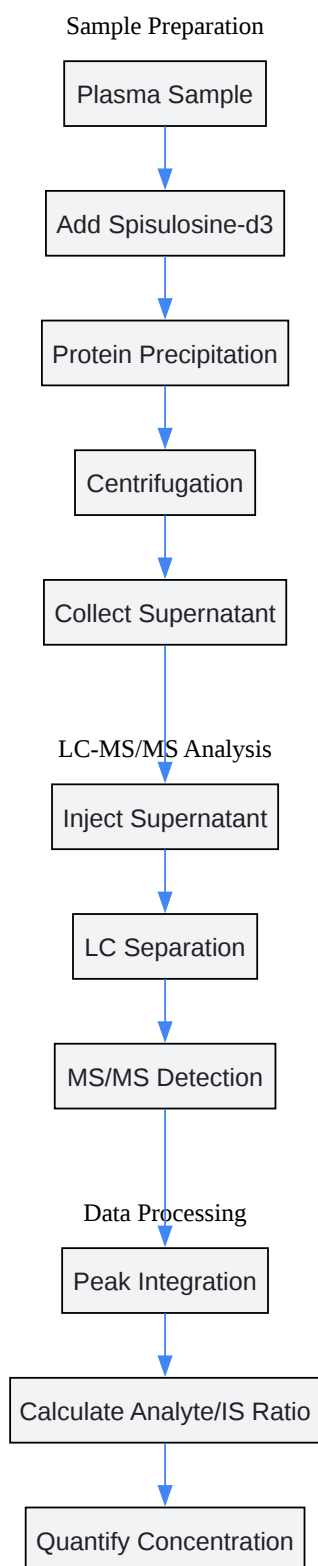 Sample Preparation
Plasma Sample
Add Spisulosine-d3
Protein Precipitation
Centrifugation
Collect Supernatant
LC-MS/MS Analysis
Inject Supernatant
LC Separation
MS/MS Detection
Data Processing
Peak Integration
Calculate Analyte/IS Ratio
Quantify Concentration